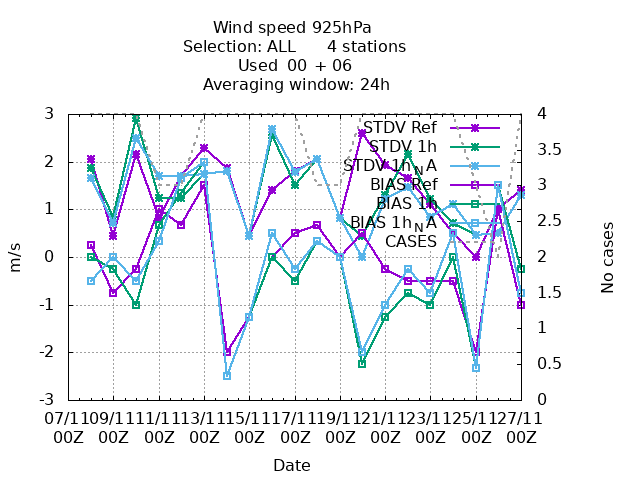 Wind speed 925hPa
Selection: ALL 4 stations
Used 00 + 06
Averaging window: 24h
3
2
1
0
-1
-2
-3
m/s
4
3.5
3
2.5
2
1.5
1
0.5
0
No cases
STDV Ref
STDV 1h
STDV 1h_NA
BIAS Ref
BIAS 1h
BIAS 1h_NA
CASES
07/11 09/11 11/11 13/11 15/11 17/11 19/11 21/11 23/11 25/11 27/11
00Z 00Z 00Z 00Z 00Z 00Z 00Z 00Z 00Z 00Z 00Z
Date